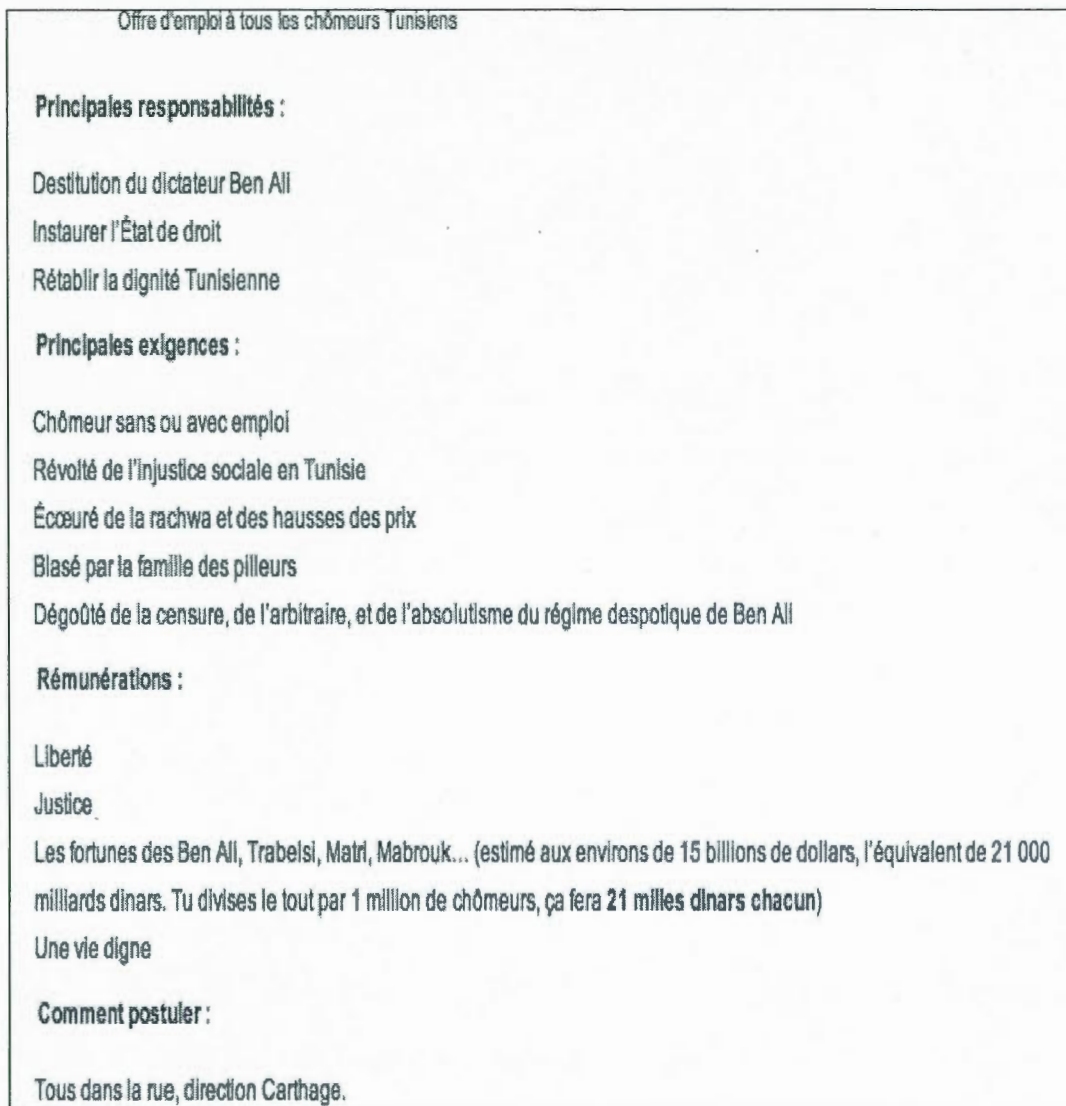 Offre d'emploi à tous les chômeurs Tunisiens
Principales responsabilités :
Destitution du dictateur Ben Ali
Instaurer l'État de droit
Rétablir la dignité Tunisienne
Principales exigences :
Chômeur sans ou avec emploi
Révolté de l'injustice sociale en Tunisie
Écœuré de la rachwa et des hausses des prix
Blasé par la famille des pilleurs
Dégoûté de la censure, de l'arbitraire, et de l'absolutisme du régime despotique de Ben Ali
Rémunérations :
Liberté
Justice
Les fortunes des Ben Ali, Trabelsi, Matri, Mabrouk... (estimé aux environs de 15 billions de dollars, l'équivalent de 21 000
milliards dinars. Tu divises le tout par 1 million de chômeurs, ça fera 21 milles dinars chacun)
Une vie digne
Comment postuler :
Tous dans la rue, direction Carthage.